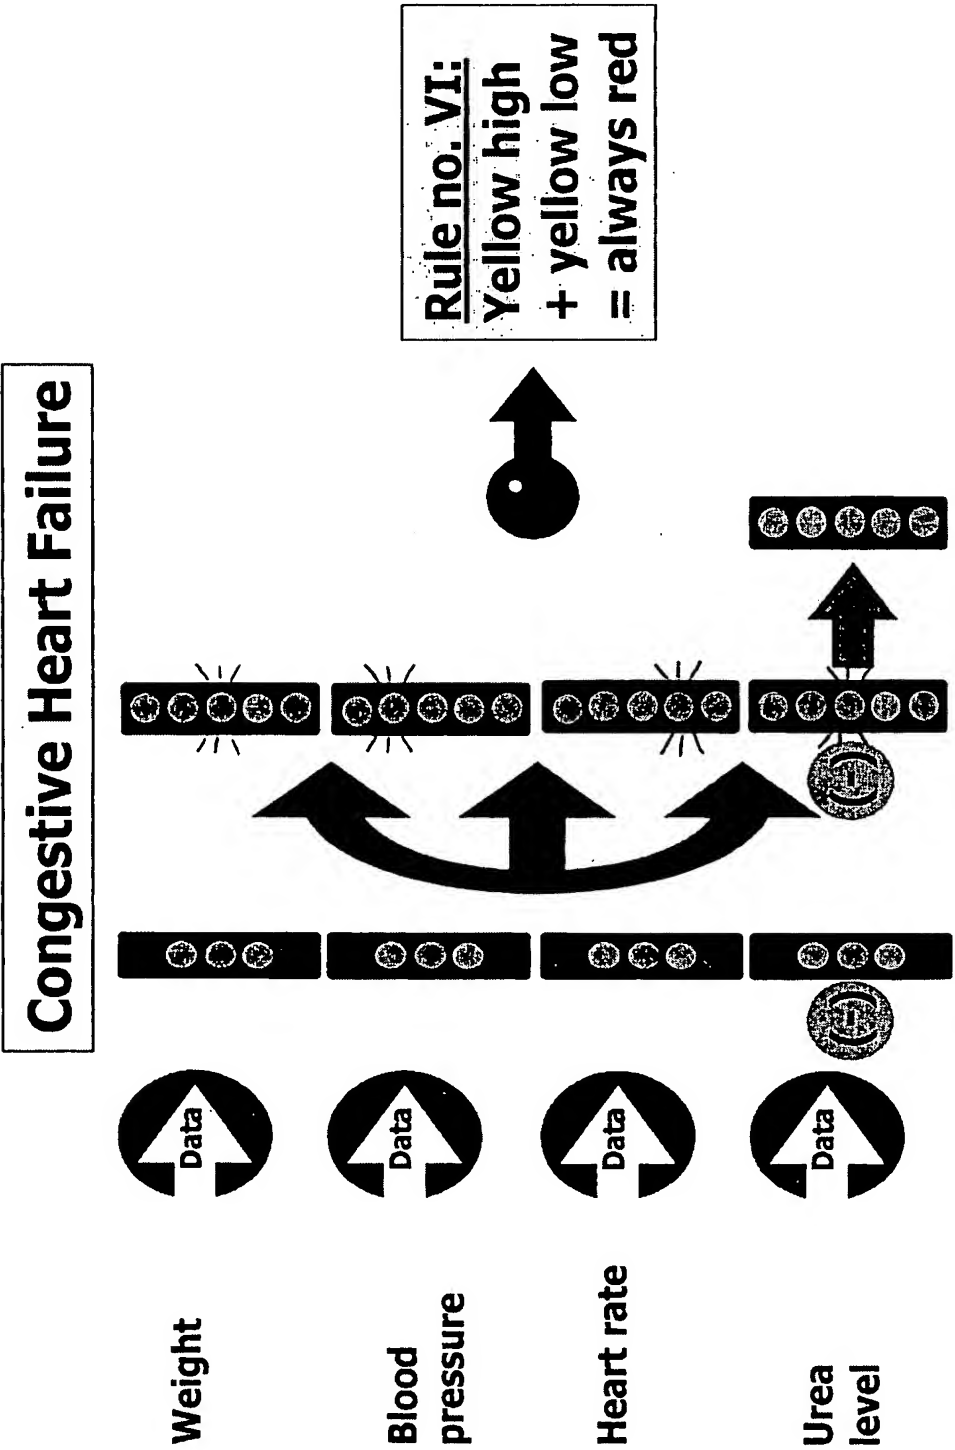 Congestive Heart Failure
Weight
Data
Blood
pressure
Data
Heart rate
Data
Urea
level
Data
Rule no. VI:
Yellow high
+ yellow low
= always red